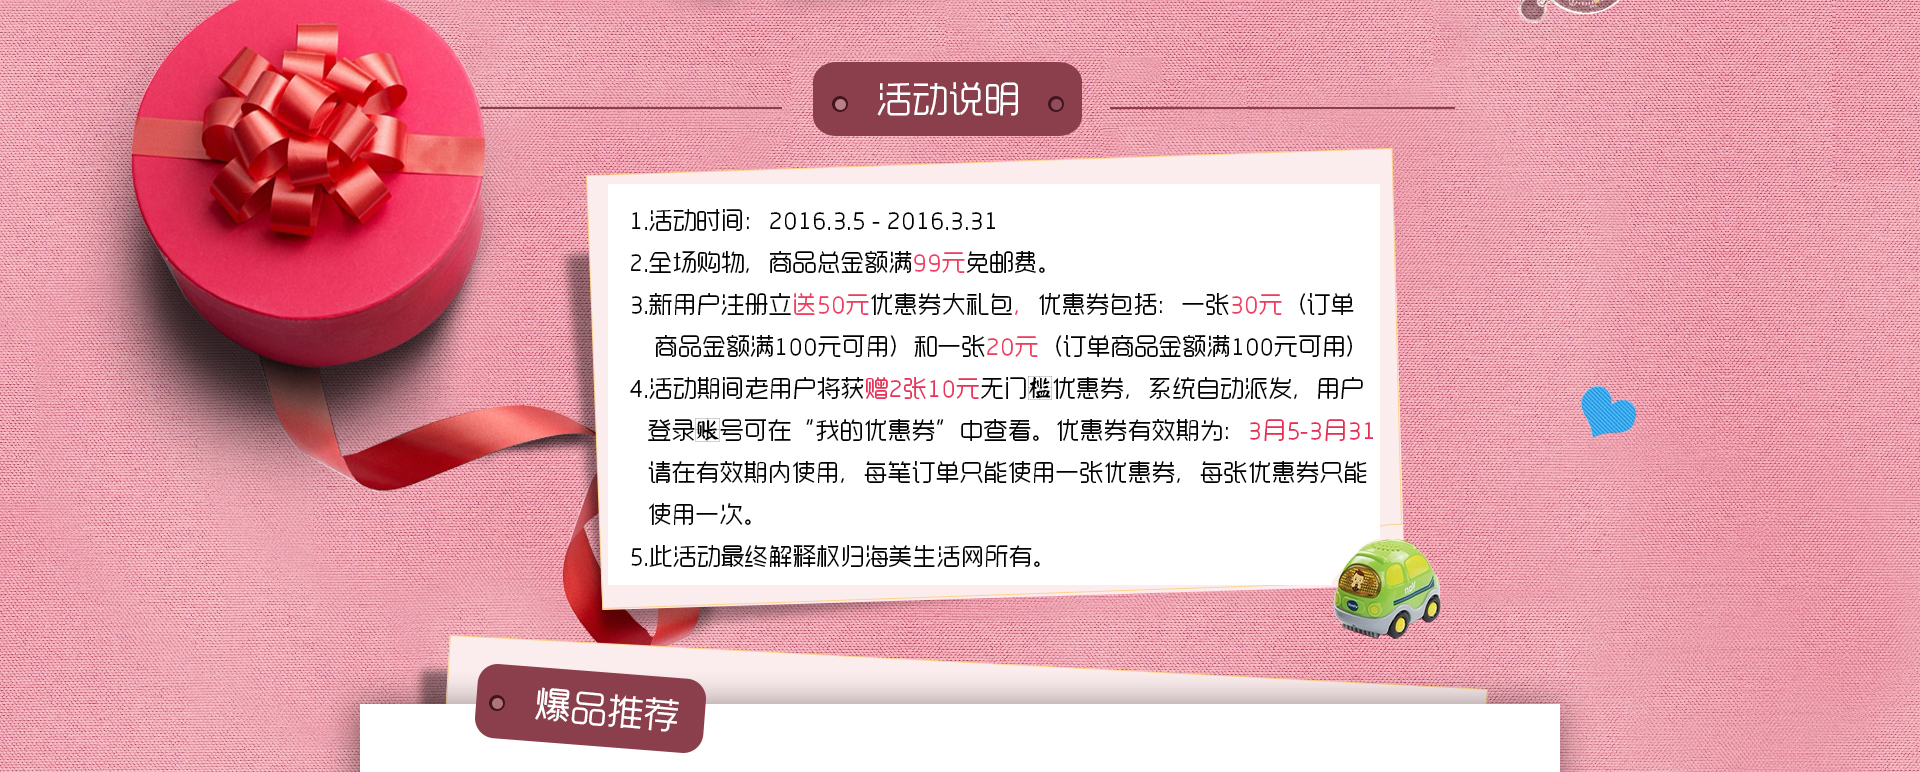 活动说明
1.活动时间：2016.3.5 - 2016.3.31
2.全场购物，商品总金额满99元免邮费。
3.新用户注册立送50元优惠券大礼包，优惠券包括：一张30元（订单
商品金额满100元可用）和一张20元（订单商品金额满100元可用）
4.活动期间老用户将获赠2张10元无门槛优惠券，系统自动派发，用户
登录账号可在“我的优惠券”中查看。优惠券有效期为：3月5-3月31
请在有效期内使用，每笔订单只能使用一张优惠券，每张优惠券只能
使用一次。
5.此活动最终解释权归海美生活网所有。
爆品推荐